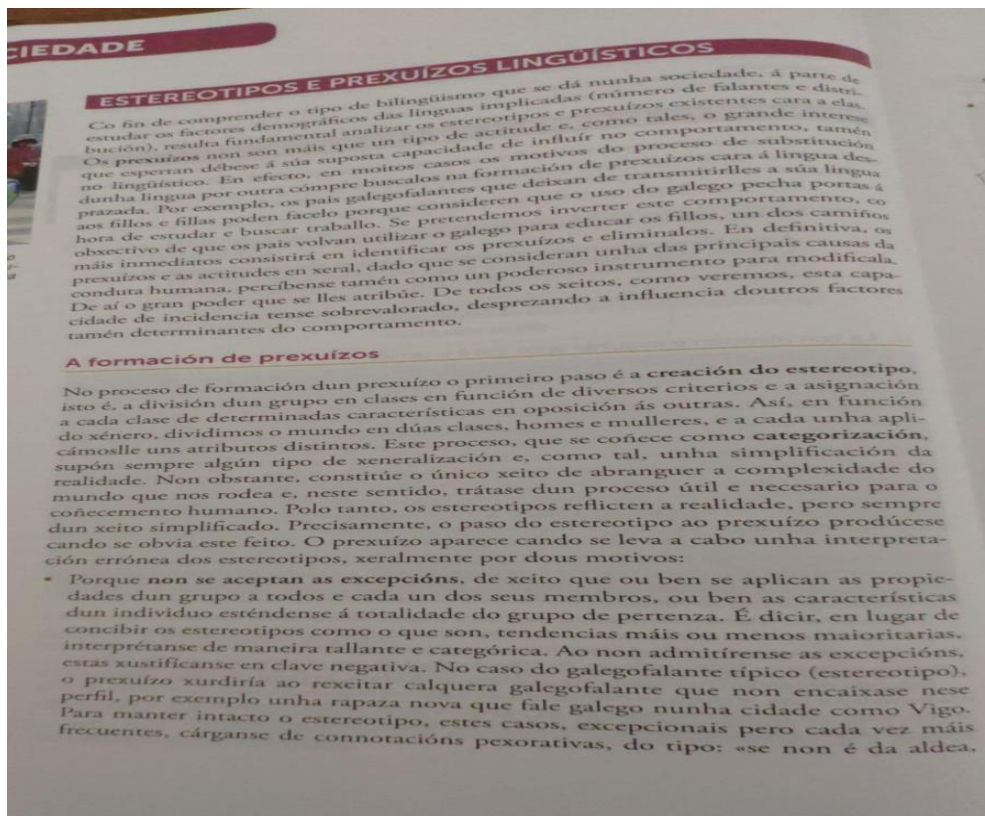 CIEDADE
ESTEREOTIPOS E PREXUÍZOS LINGÜÍSTICOS
Co fin de comprender o tipo de bilingüismo que se dá nunha sociedade, á parte de
estudar os factores demográficos das linguas implicadas (número de falantes e distri-
bución), resulta fundamental analizar os estereotipos e prexuízos existentes cara a elas.
Os prexuízos non son máis que un tipo de actitude e, como tales, o grande interese
que espertan débese á súa suposta capacidade de influír no comportamento, tamén
no lingüístico. En efecto, en moitos casos os motivos do proceso de substitución
dunha lingua por outra cómpre buscalos na formación de prexuízos cara á lingua des-
prazada. Por exemplo, os pais galegofalantes que deixan de transmitirlles a súa lingua
aos fillos e fillas poden facelo porque consideren que o uso do galego pecha portas á
hora de estudar e buscar traballo. Se pretendemos inverter este comportamento, co
obxectivo de que os pais volvan utilizar o galego para educar os fillos, un dos camiños
máis inmediatos consistirá en identificar os prexuízos e eliminalos. En definitiva, os
prexuízos e as actitudes en xeral, dado que se consideran unha das principais causas da
conduta humana, percíbense tamén como un poderoso instrumento para modificala.
De aí o gran poder que se lles atribúe. De todos os xeitos, como veremos, esta capa-
cidade de incidencia tense sobrevalorado, desprezando a influencia doutros factores
tamén determinantes do comportamento.
A formación de prexuízos
No proceso de formación dun prexuízo o primeiro paso é a creación do estereotipo,
isto é, a división dun grupo en clases en función de diversos criterios e a asignación
a cada clase de determinadas características en oposición ás outras. Así, en función
do xénero, dividimos o mundo en dúas clases, homes e mulleres, e a cada unha apli-
cámoslle uns atributos distintos. Este proceso, que se coñece como categorización,
supón sempre algún tipo de xeneralización e, como tal, unha simplificación da
realidade. Non obstante, constitúe o único xeito de abranguer a complexidade do
mundo que nos rodea e, neste sentido, trátase dun proceso útil e necesario para o
coñecemento humano. Polo tanto, os estereotipos reflicten a realidade, pero sempre
dun xeito simplificado. Precisamente, o paso do estereotipo ao prexuízo prodúcese
cando se obvia este feito. O prexuízo aparece cando se leva a cabo unha interpreta-
ción errónea dos estereotipos, xeralmente por dous motivos:
• Porque non se aceptan as excepcións, de xeito que ou ben se aplican as propie-
dades dun grupo a todos e cada un dos seus membros, ou ben as características
dun individuo esténdense á totalidade do grupo de pertenza. É dicir, en lugar de
concibir os estereotipos como o que son, tendencias máis ou menos maioritarias,
interprétanse de maneira tallante e categórica. Ao non admitírense as excepcións,
estas xustifícanse en clave negativa. No caso do galegofalante típico (estereotipo),
o prexuízo xurdiría ao rexeitar calquera galegofalante que non encaixase nese
perfil, por exemplo unha rapaza nova que fale galego nunha cidade como Vigo.
Para manter intacto o estereotipo, estes casos, excepcionais pero cada vez máis
frecuentes, cárganse de connotacións pexorativas, do tipo: «se non é da aldea,